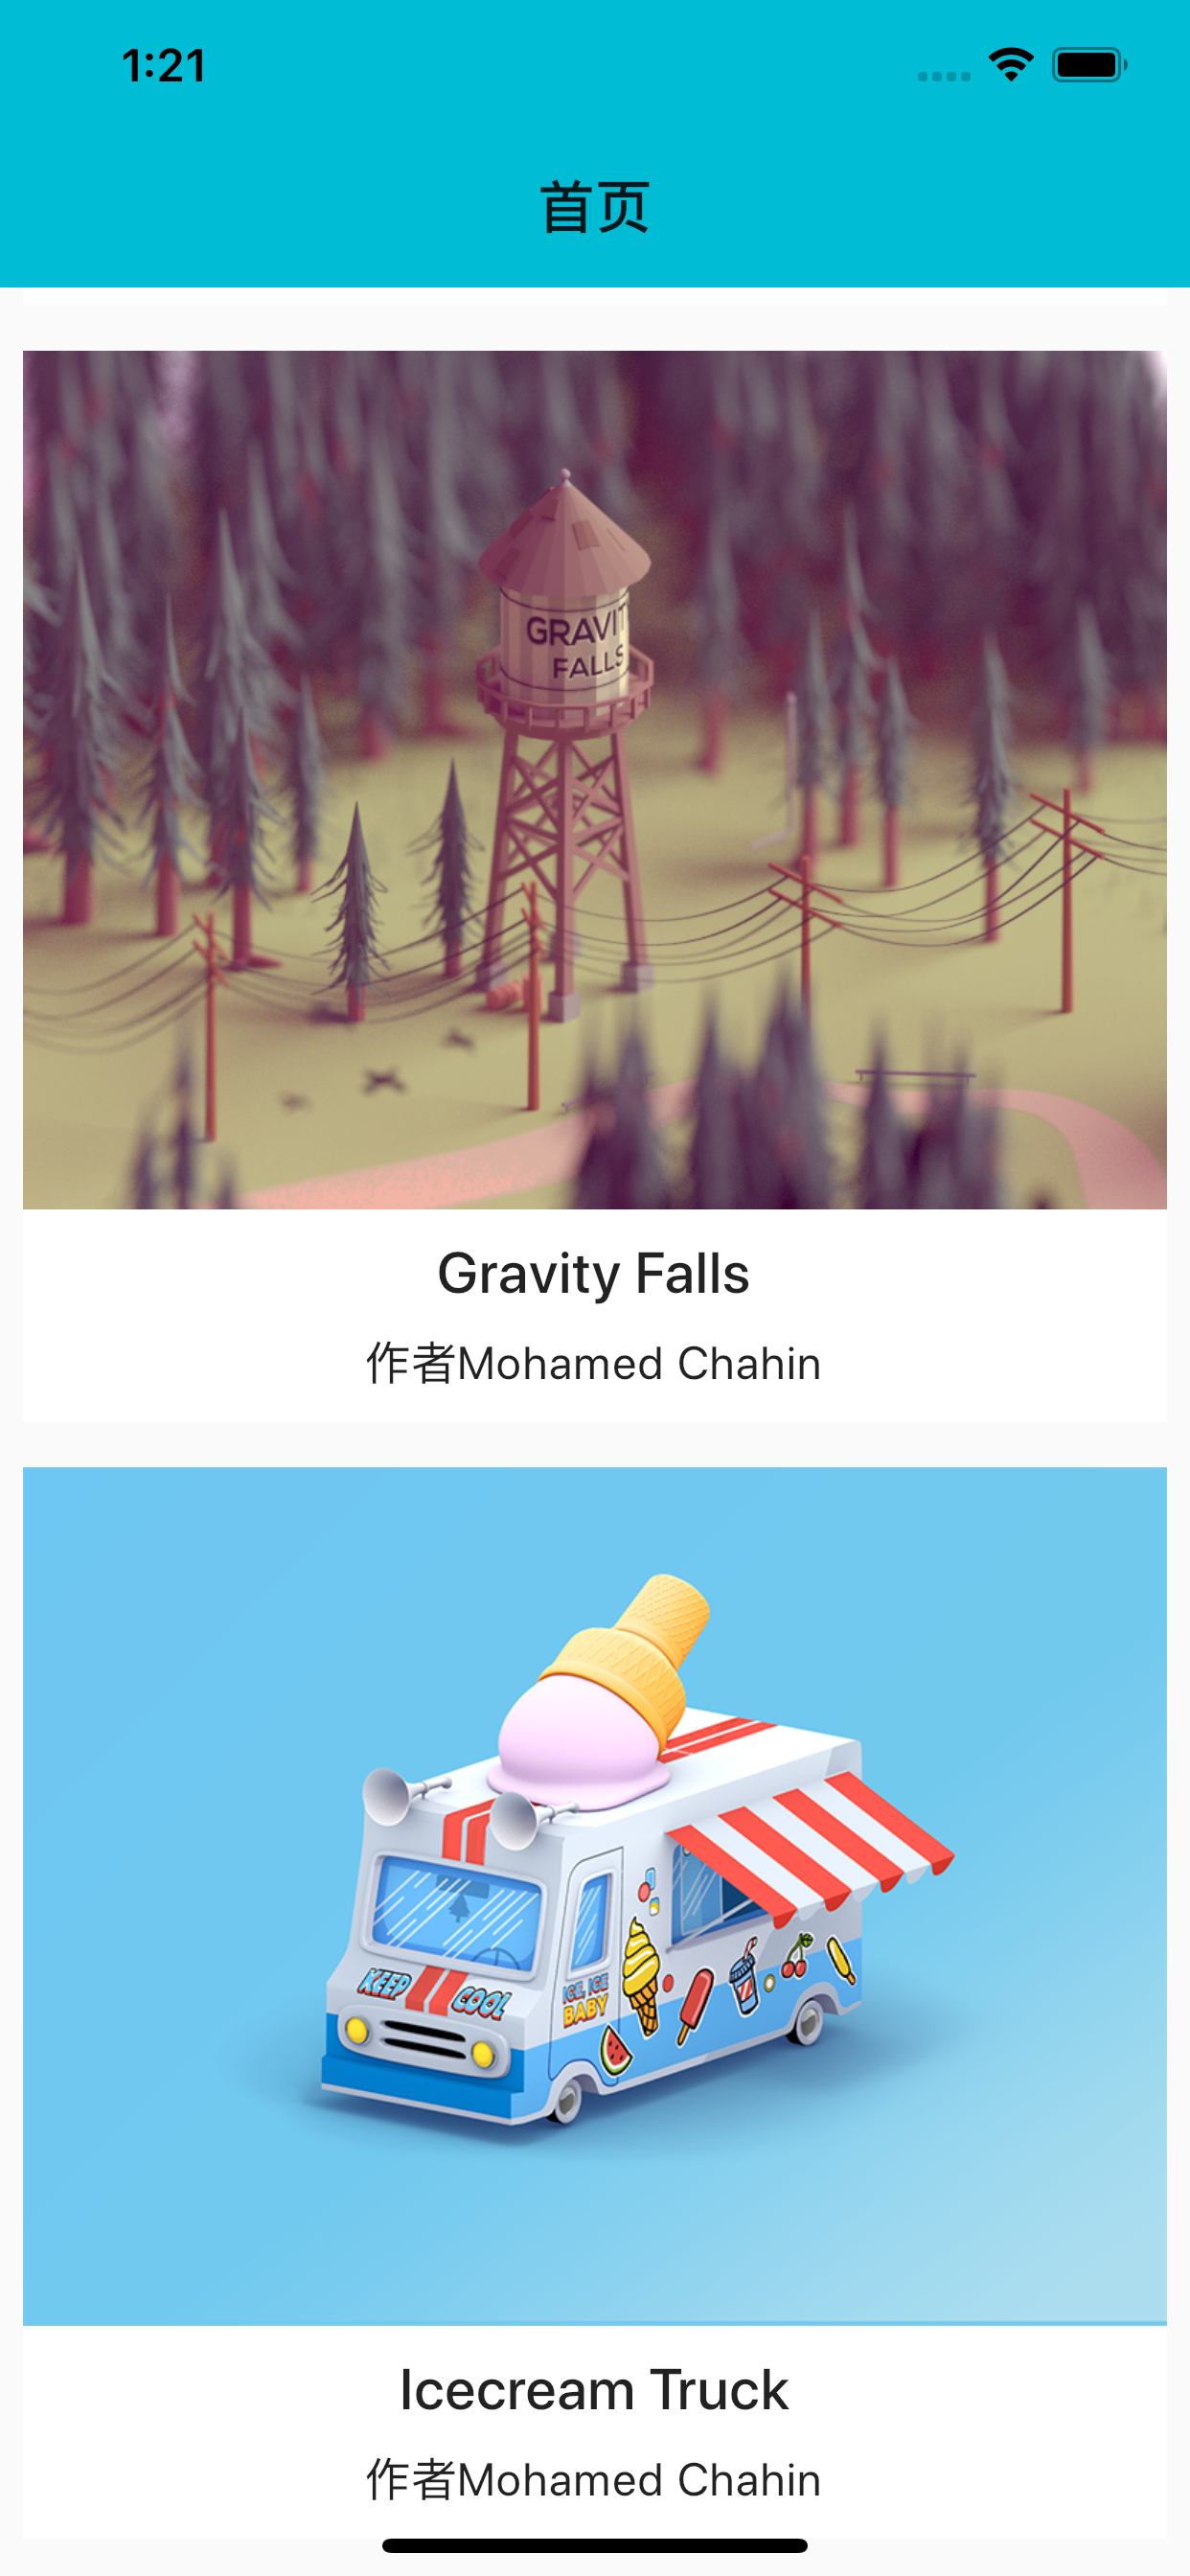 1:21
首页
GRAVIT
FALLS
Gravity Falls
作者Mohamed Chahin
KEEP COOL
ICE, ICE
BABY
Icecream Truck
作者Mohamed Chahin